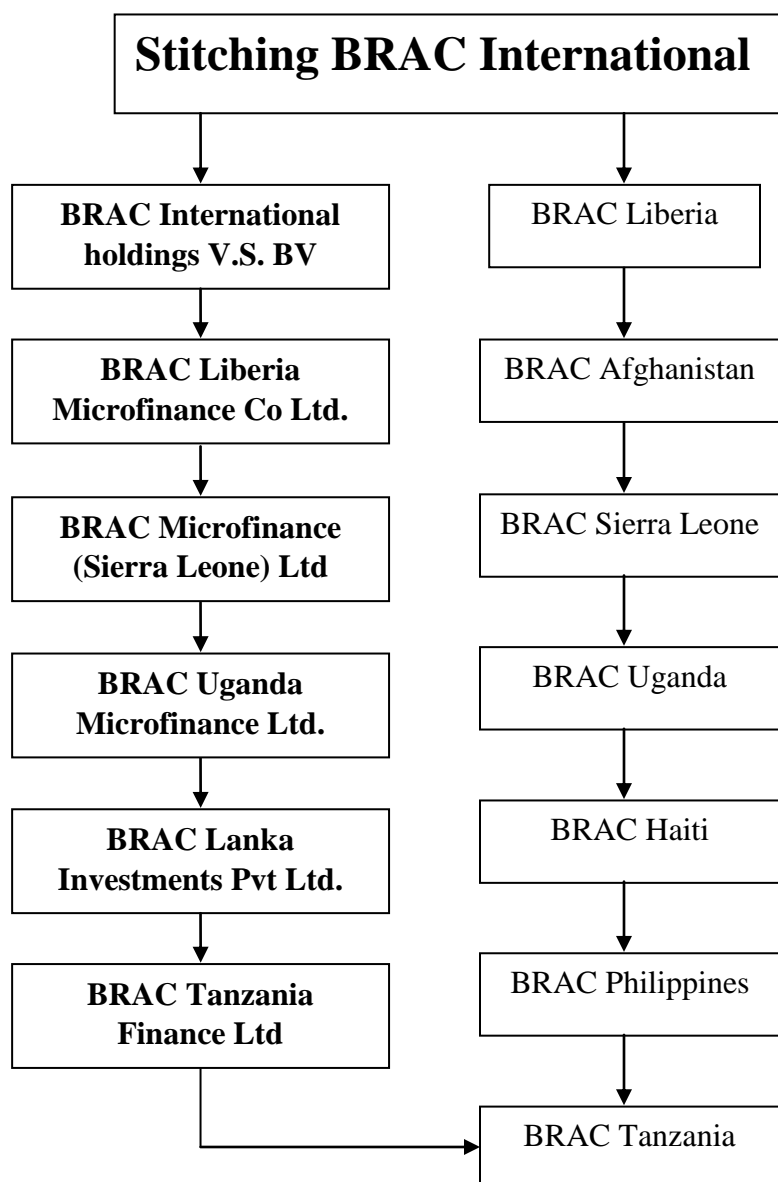 Stitching BRAC International
BRAC International
holdings V.S. BV
BRAC Liberia
Microfinance Co Ltd.
BRAC Microfinance
(Sierra Leone) Ltd
BRAC Uganda
Microfinance Ltd.
BRAC Lanka
Investments Pvt Ltd.
BRAC Tanzania
Finance Ltd
BRAC Liberia
BRAC Afghanistan
BRAC Sierra Leone
BRAC Uganda
BRAC Haiti
BRAC Philippines
BRAC Tanzania